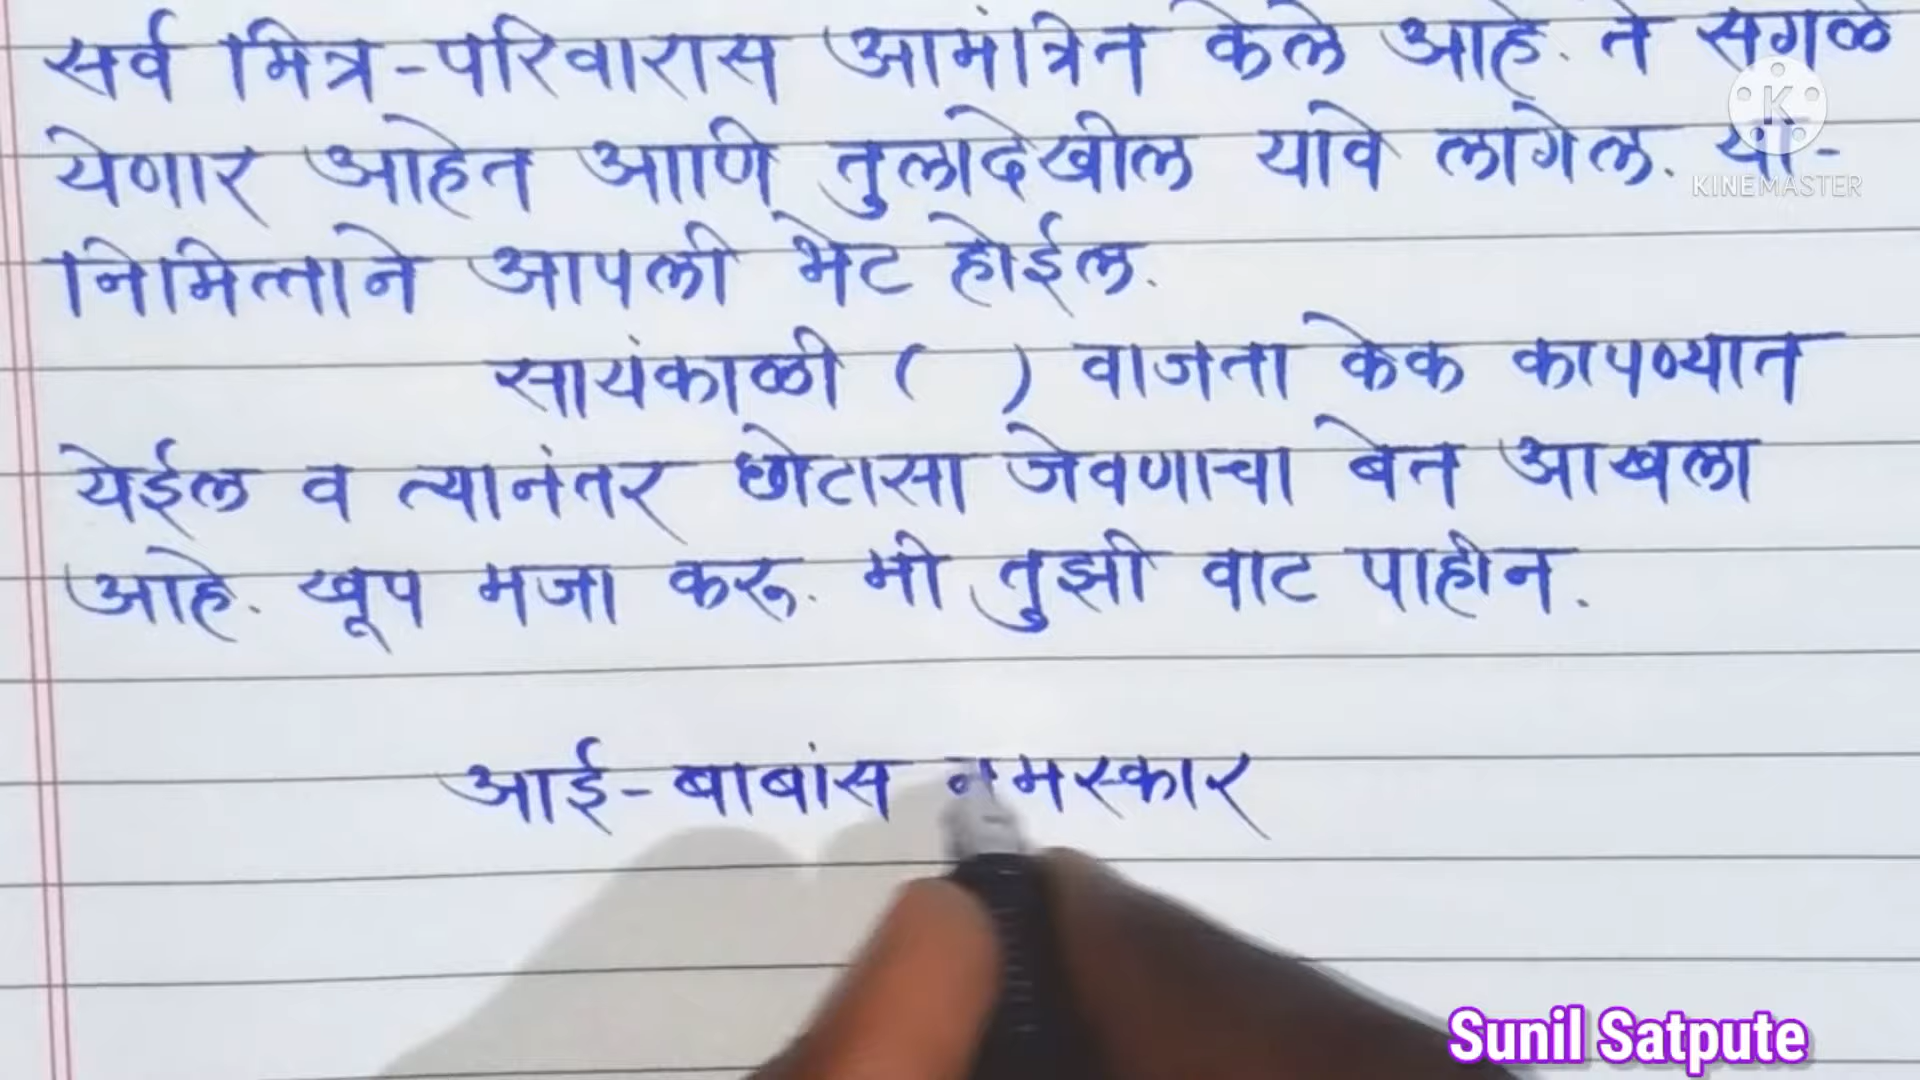 सर्व मित्र-परिवारास आमंत्रित केले आहे. ते सगळे
येणार आहेत आणि तुलादेखील यावे लागेल. या-
निमित्ताने आपली भेट होईल.
सायंकाळी ( ) वाजता केक कापण्यात
येईल व त्यानंतर छोटासा जेवणाचा बेत आखला
आहे. खूप मजा करू. मी तुझी वाट पाहीन.
आई-बाबांस नमस्कार
KINEMASTER
Sunil Satpute